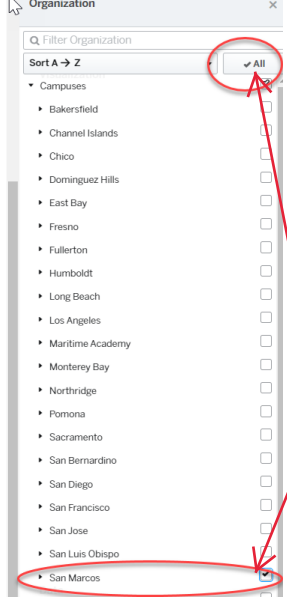 Organization
Filter Organization
Sort A → Z
All
Campuses
Bakersfield
Channel Islands
Chico
Dominguez Hills
East Bay
Fresno
Fullerton
Humboldt
Long Beach
Los Angeles
Maritime Academy
Monterey Bay
Northridge
Pomona
Sacramento
San Bernardino
San Diego
San Francisco
San Jose
San Luis Obispo
San Marcos